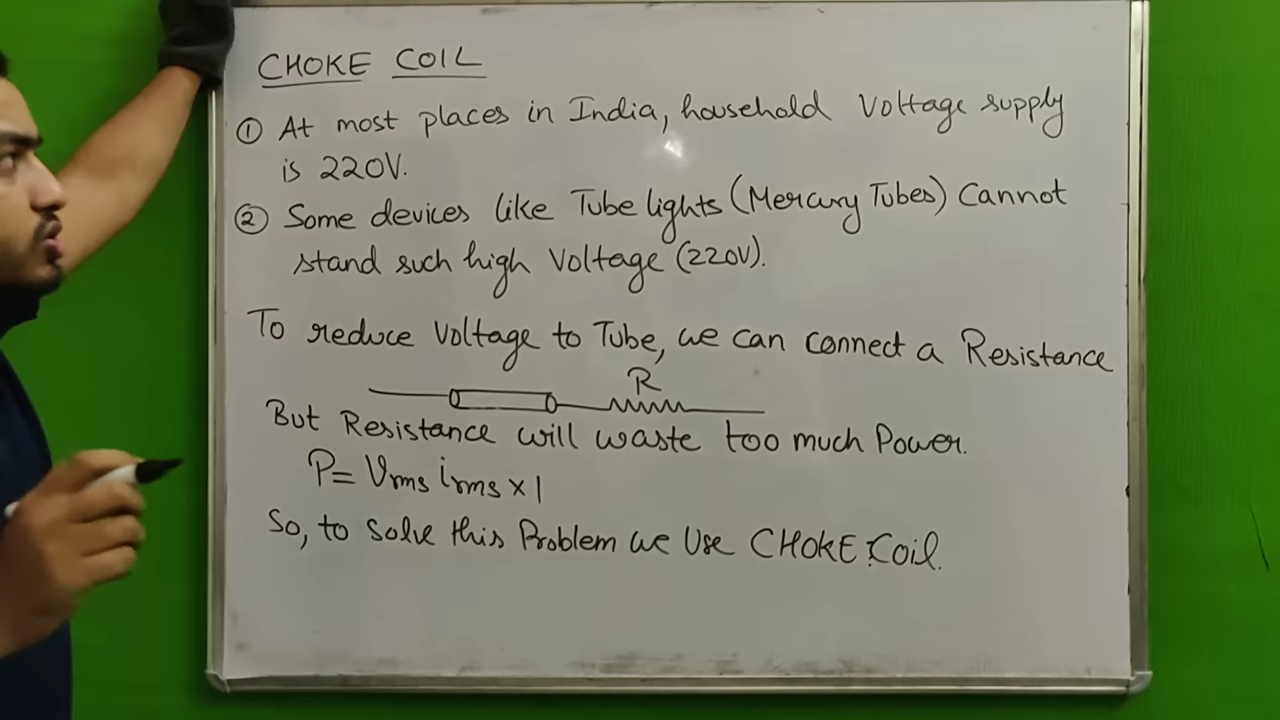 CHOKE COIL
① At most places in India, household Voltage supply
is 220V.
② Some devices like Tube lights (Mercury Tubes) Cannot
stand such high Voltage (220V).
To reduce Voltage to Tube, we can connect a Resistance
R
But Resistance will waste too much Power.
P = Vrms irms × 1
So, to Solve this Problem we Use CHOKE Coil.